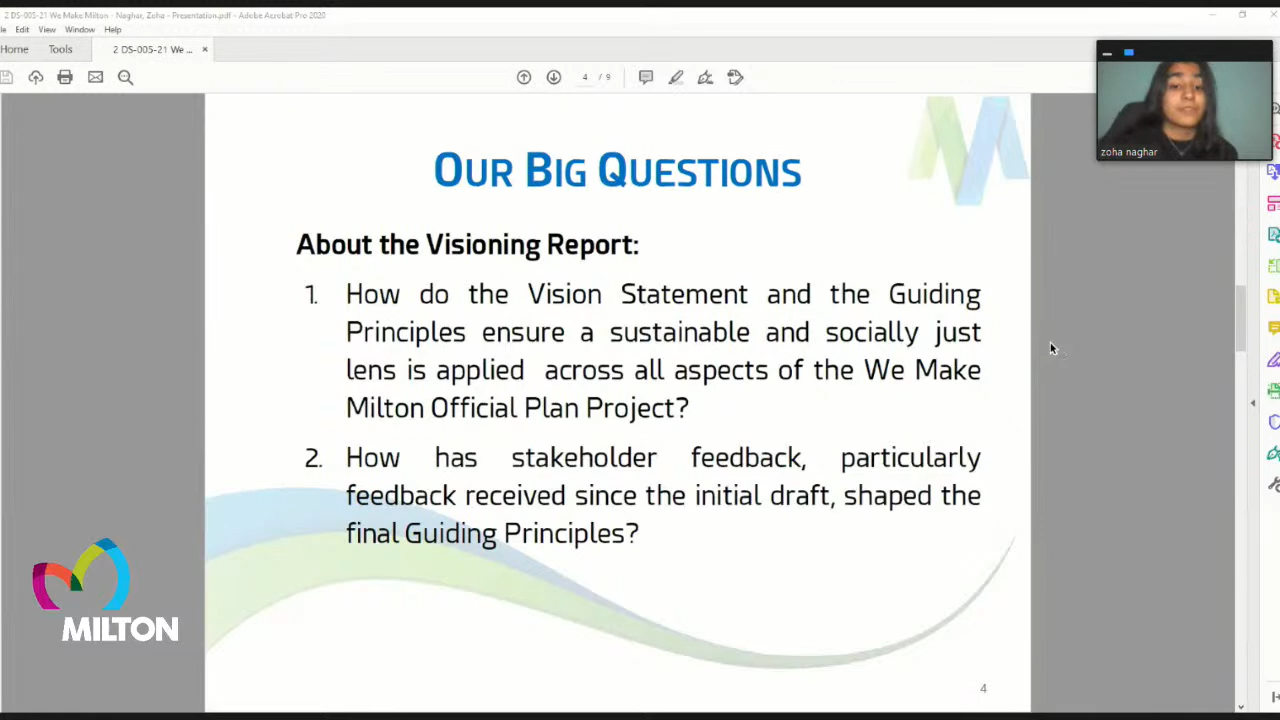 2 DS-005-21 We Make Milton - Naghar, Zoha - Presentation.pdf - Adobe Acrobat Pro 2020
Edit View Window Help
Home Tools 2 DS-005-21 We ... ×
4 / 9
zoha naghar
OUR BIG QUESTIONS
About the Visioning Report:
1. How do the Vision Statement and the Guiding
Principles ensure a sustainable and socially just
lens is applied across all aspects of the We Make
Milton Official Plan Project?
2. How has stakeholder feedback, particularly
feedback received since the initial draft, shaped the
final Guiding Principles?
MILTON
4